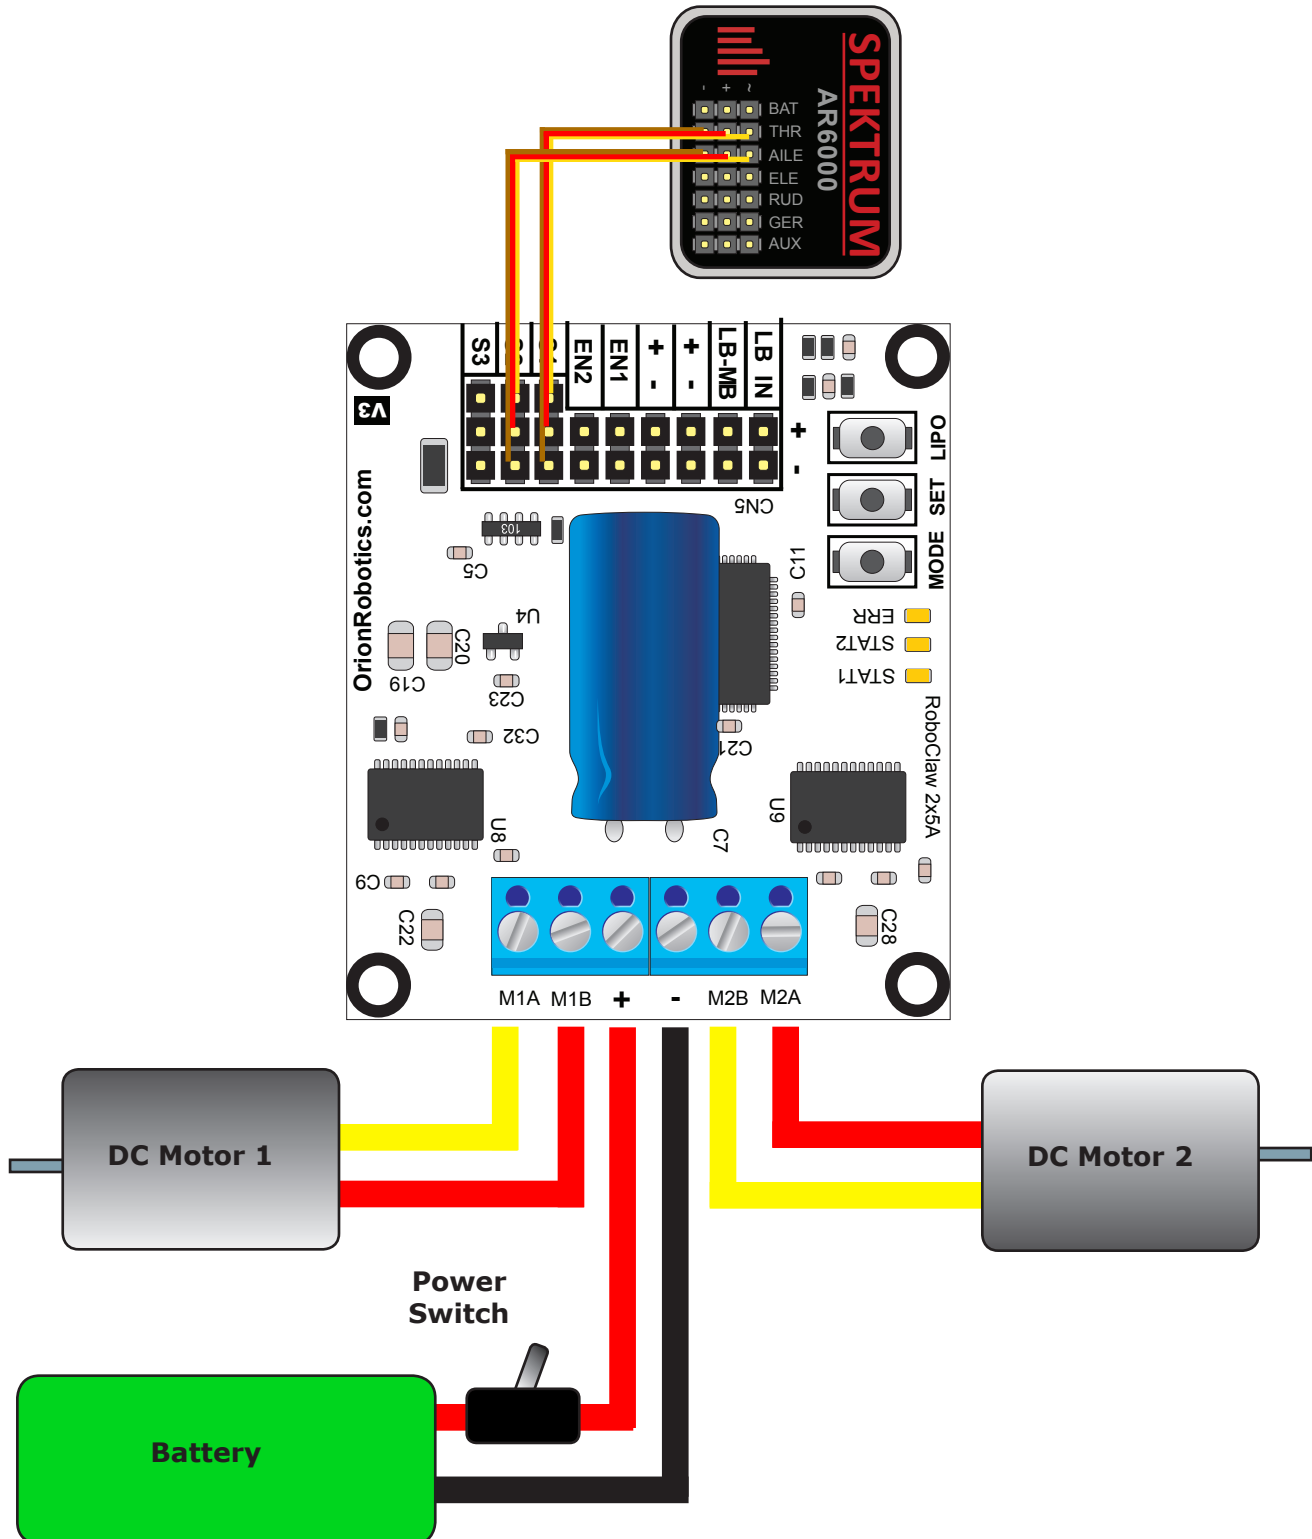 SPEKTRUM
AR6000
- + ~
BAT
THR
AILE
ELE
RUD
GER
AUX
S3
EN2
EN1
+ -
+ -
LB-MB
LB IN
+
-
V3
CN5
LIPO
SET
MODE
OrionRobotics.com
103
C5
U4
C11
ERR
STAT2
STAT1
C19
C20
C23
C32
C21
RoboClaw 2x5A
U8
U9
C7
C9
C22
C28
M1A M1B + - M2B M2A
DC Motor 1
DC Motor 2
Power
Switch
Battery